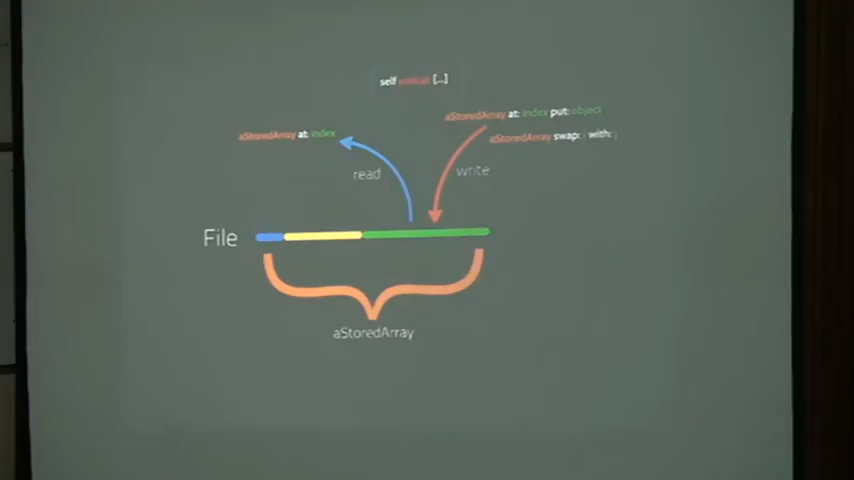 self [...]
aStoredArray at: index put: object
aStoredArray at: index
aStoredArray swap: i with: j
read
write
File
aStoredArray